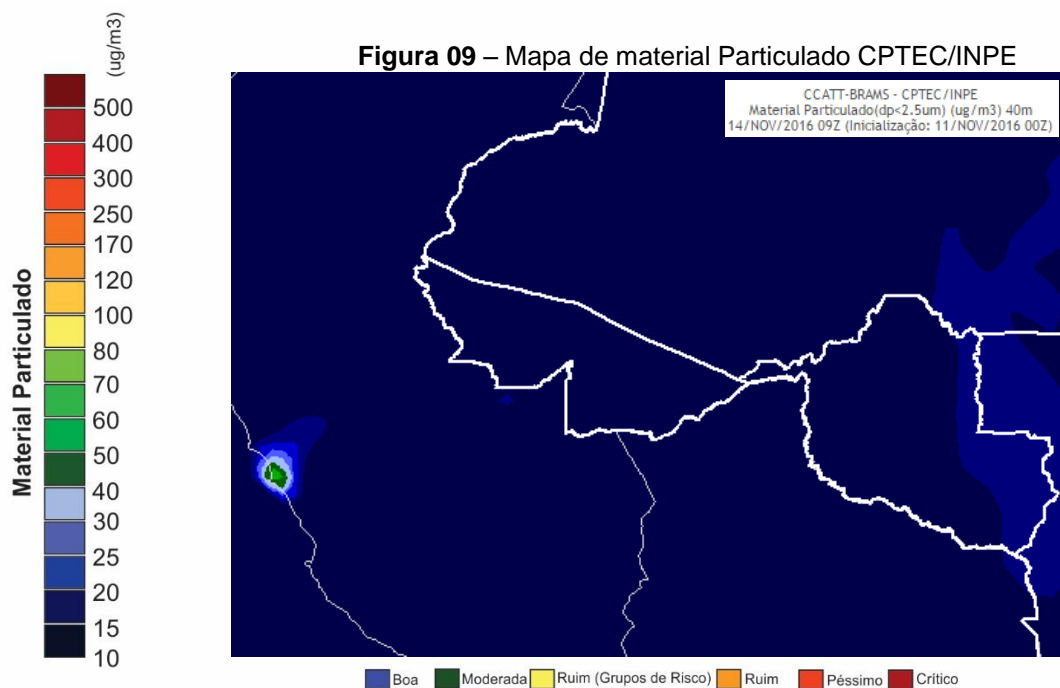 Figura 09 – Mapa de material Particulado CPTEC/INPE
CCATT-BRAMS - CPTEC/INPE
Material Particulado(dp<2.5um) (ug/m3) 40m
14/NOV/2016 09Z (Inicialização: 11/NOV/2016 00Z)
(ug/m3)
Material Particulado
500
400
300
250
170
120
100
80
70
60
50
40
30
25
20
15
10
Boa
Moderada
Ruim (Grupos de Risco)
Ruim
Péssimo
Crítico